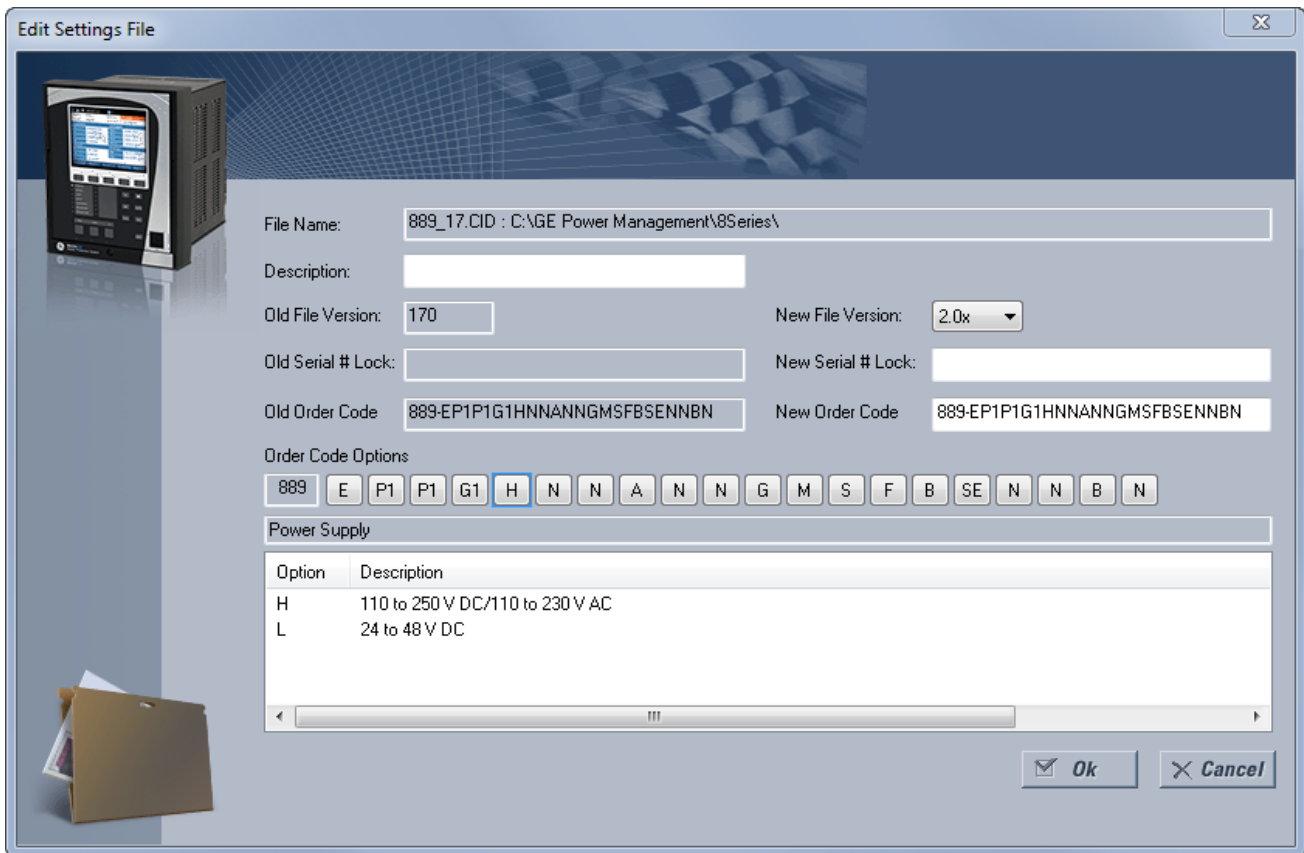 Edit Settings File
File Name: 889_17.CID : C:\GE Power Management\8Series\
Description:
Old File Version: 170 New File Version: 2.0x
Old Serial # Lock: New Serial # Lock:
Old Order Code 889-EP1P1G1HNNANNGMSFBSENNBN New Order Code 889-EP1P1G1HNNANNGMSFBSENNBN
Order Code Options
889 E P1 P1 G1 H N N A N N G M S F B SE N N B N
Power Supply
Option Description
H 110 to 250 V DC/110 to 230 V AC
L 24 to 48 V DC
Ok Cancel